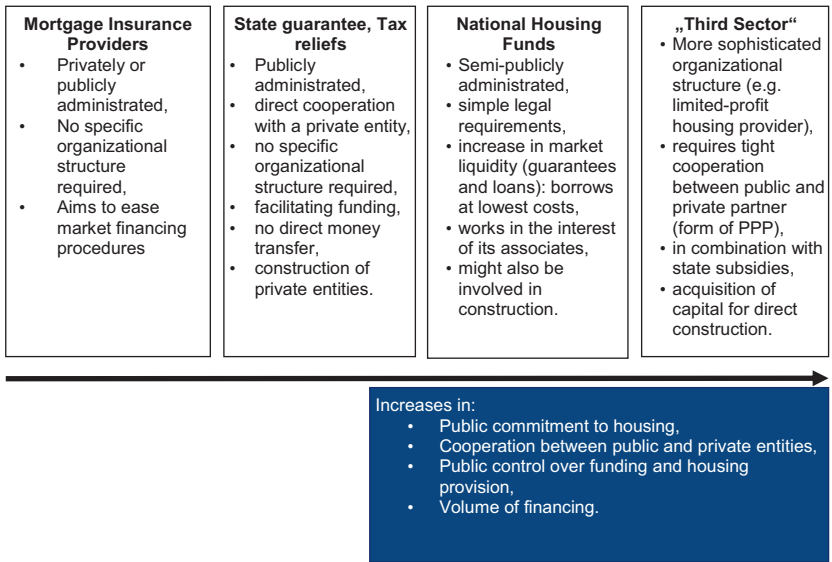 Mortgage Insurance
Providers
• Privately or
publicly
administrated,
• No specific
organizational
structure
required,
• Aims to ease
market financing
procedures
State guarantee, Tax
reliefs
• Publicly
administrated,
• direct cooperation
with a private entity,
• no specific
organizational
structure required,
• facilitating funding,
• no direct money
transfer,
• construction of
private entities.
National Housing
Funds
• Semi-publicly
administrated,
• simple legal
requirements,
• increase in market
liquidity (guarantees
and loans): borrows
at lowest costs,
• works in the interest
of its associates,
• might also be
involved in
construction.
„Third Sector“
• More sophisticated
organizational
structure (e.g.
limited-profit
housing provider),
• requires tight
cooperation
between public and
private partner
(form of PPP),
• in combination with
state subsidies,
• acquisition of
capital for direct
construction.
Increases in:
• Public commitment to housing,
• Cooperation between public and private entities,
• Public control over funding and housing
provision,
• Volume of financing.